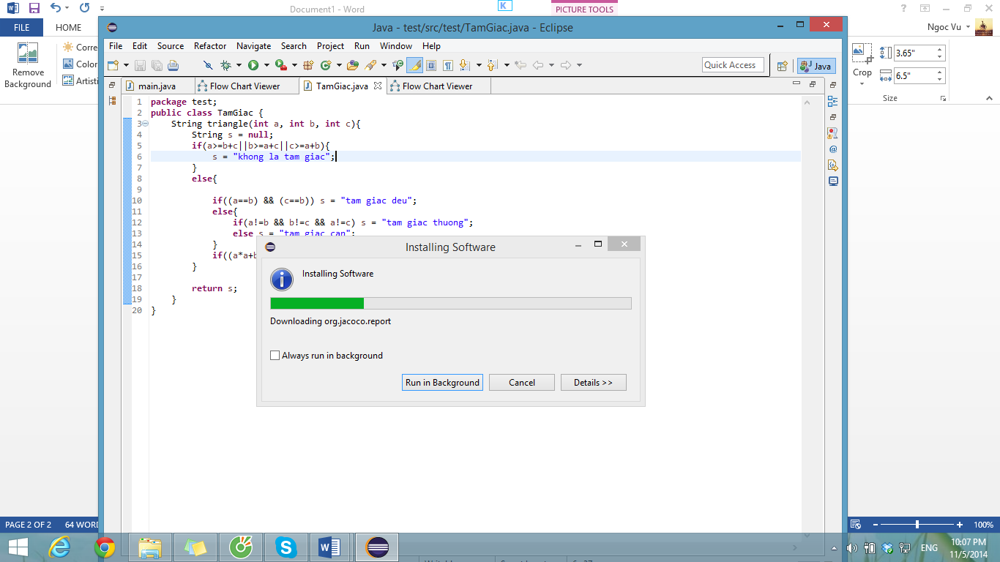 Document1 - Word
PICTURE TOOLS
FILE
HOME
Ngoc Vu
Remove
Background
Corre
Color
Artisti
Crop
3.65"
6.5"
Size
Java - test/src/test/TamGiac.java - Eclipse
File Edit Source Refactor Navigate Search Project Run Window Help
Quick Access
Java
main.java
Flow Chart Viewer
TamGiac.java
Flow Chart Viewer
1 package test;
2 public class TamGiac {
3 String triangle(int a, int b, int c){
4 String s = null;
5 if(a>=b+c||b>=a+c||c>=a+b){
6 s = "khong la tam giac";
7 }
8 else{
9
10 if((a==b) && (c==b)) s = "tam giac deu";
11 else{
12 if(a!=b && b!=c && a!=c) s = "tam giac thuong";
13 else s = "tam giac can";
14 }
15 if((a*a+b
16 }
17
18 return s;
19 }
20 }
Installing Software
Installing Software
Downloading org.jacoco.report
Always run in background
Run in Background
Cancel
Details >>
PAGE 2 OF 2
64 WORD
100%
ENG
10:07 PM
11/5/2014